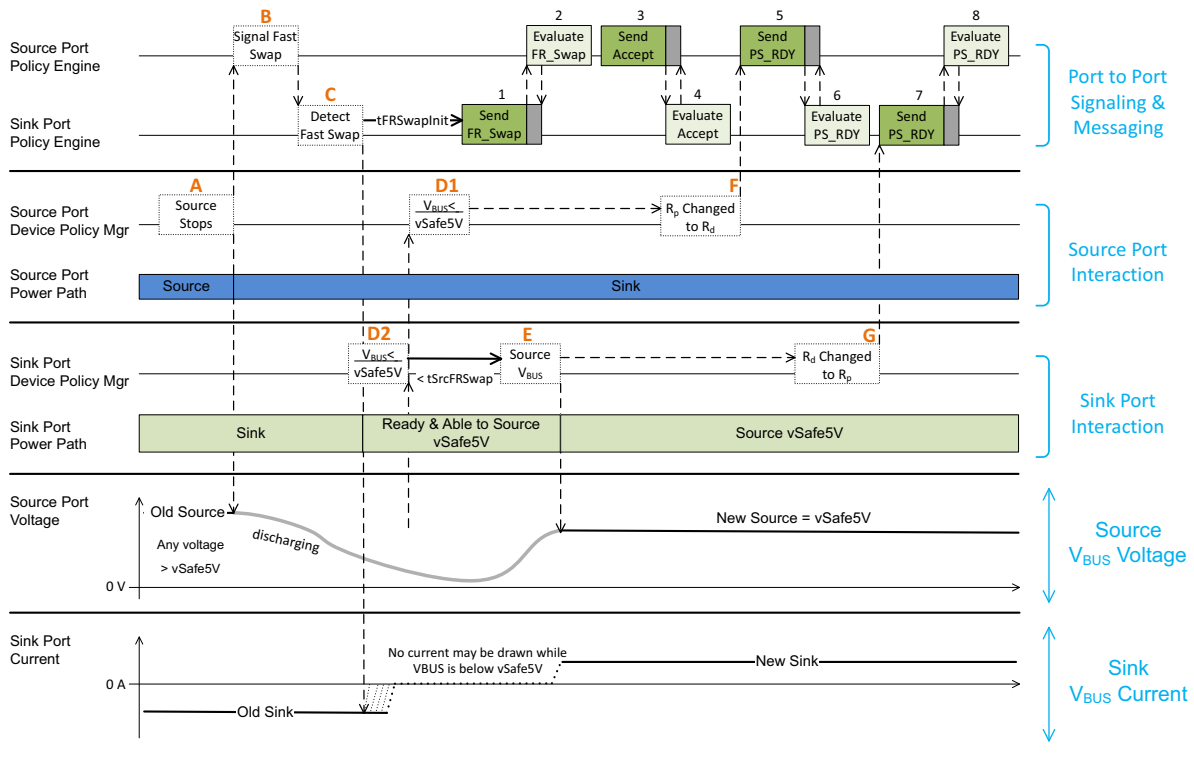 B
2
3
5
8
Source Port
Policy Engine
Signal Fast
Swap
Evaluate
FR_Swap
Send
Accept
Send
PS_RDY
Evaluate
PS_RDY
Port to Port
Signaling &
Messaging
C
1
4
6
7
Sink Port
Policy Engine
Detect
Fast Swap
tFRSwapInit
Send
FR_Swap
Evaluate
Accept
Evaluate
PS_RDY
Send
PS_RDY
A
D1
F
Source Port
Device Policy Mgr
Source
Stops
VBUS<
vSafe5V
Rp Changed
to Rd
Source Port
Interaction
Source Port
Power Path
Source
Sink
D2
E
G
Sink Port
Device Policy Mgr
VBUS<
vSafe5V
< tSrcFRSwap
Source
VBUS
Rd Changed
to Rp
Sink Port
Interaction
Sink Port
Power Path
Sink
Ready & Able to Source
vSafe5V
Source vSafe5V
Source Port
Voltage
Old Source
discharging
New Source = vSafe5V
Any voltage
> vSafe5V
0 V
Source
VBUS Voltage
Sink Port
Current
No current may be drawn while
VBUS is below vSafe5V
New Sink
0 A
Old Sink
Sink
VBUS Current